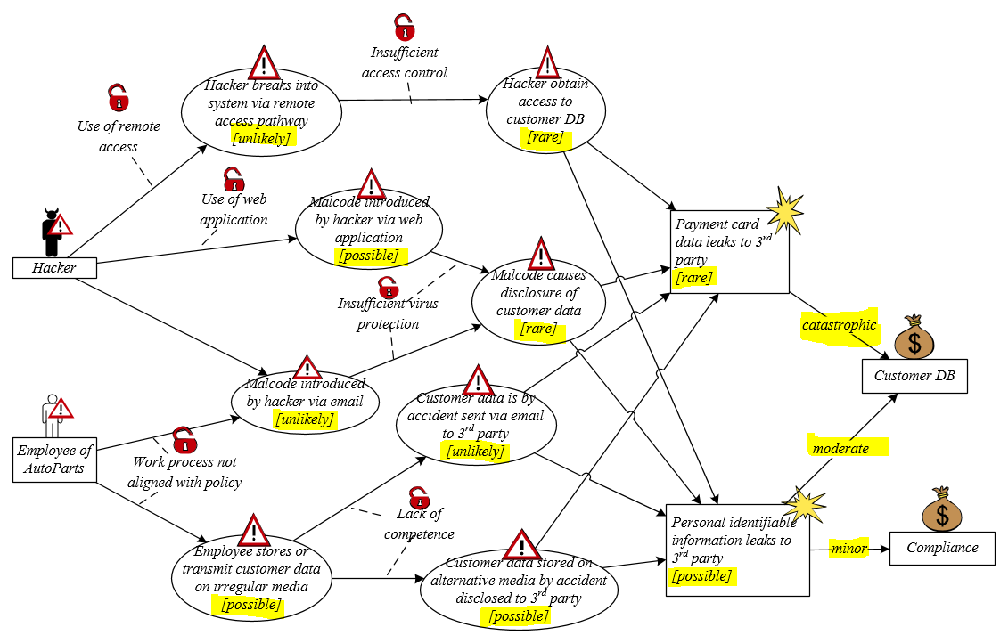 Insufficient
access control
Hacker breaks into
system via remote
access pathway
[unlikely]
Hacker obtain
access to
customer DB
[rare]
Use of remote
access
Use of web
application
Malcode introduced
by hacker via web
application
[possible]
Payment card
data leaks to 3rd
party
[rare]
Hacker
Malcode causes
disclosure of
customer data
[rare]
Insufficient virus
protection
catastrophic
Customer DB
Malcode introduced
by hacker via email
[unlikely]
Customer data is by
accident sent via email
to 3rd party
[unlikely]
Employee of
AutoParts
Work process not
aligned with policy
moderate
Lack of
competence
Personal identifiable
information leaks to
3rd party
[possible]
minor
Compliance
Employee stores or
transmit customer data
on irregular media
[possible]
Customer data stored on
alternative media by accident
disclosed to 3rd party
[possible]